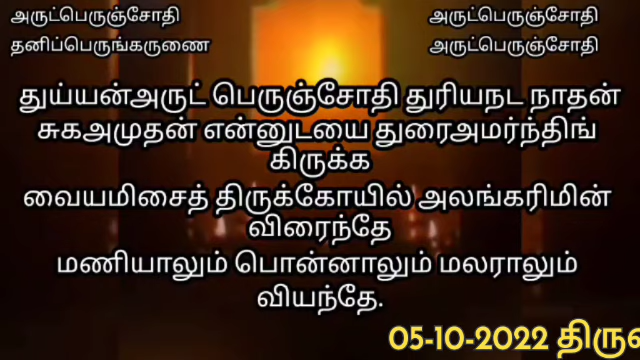 அருட்பெருஞ்சோதி அருட்பெருஞ்சோதி
தனிப்பெருங்கருணை அருட்பெருஞ்சோதி
துய்யன்அருட் பெருஞ்சோதி துரியநட நாதன்
சுகஅமுதன் என்னுடயை துரைஅமர்ந்திங்
கிருக்க
வையமிசைத் திருக்கோயில் அலங்கரிமின்
விரைந்தே
மணியாலும் பொன்னாலும் மலராலும்
வியந்தே.
05-10-2022